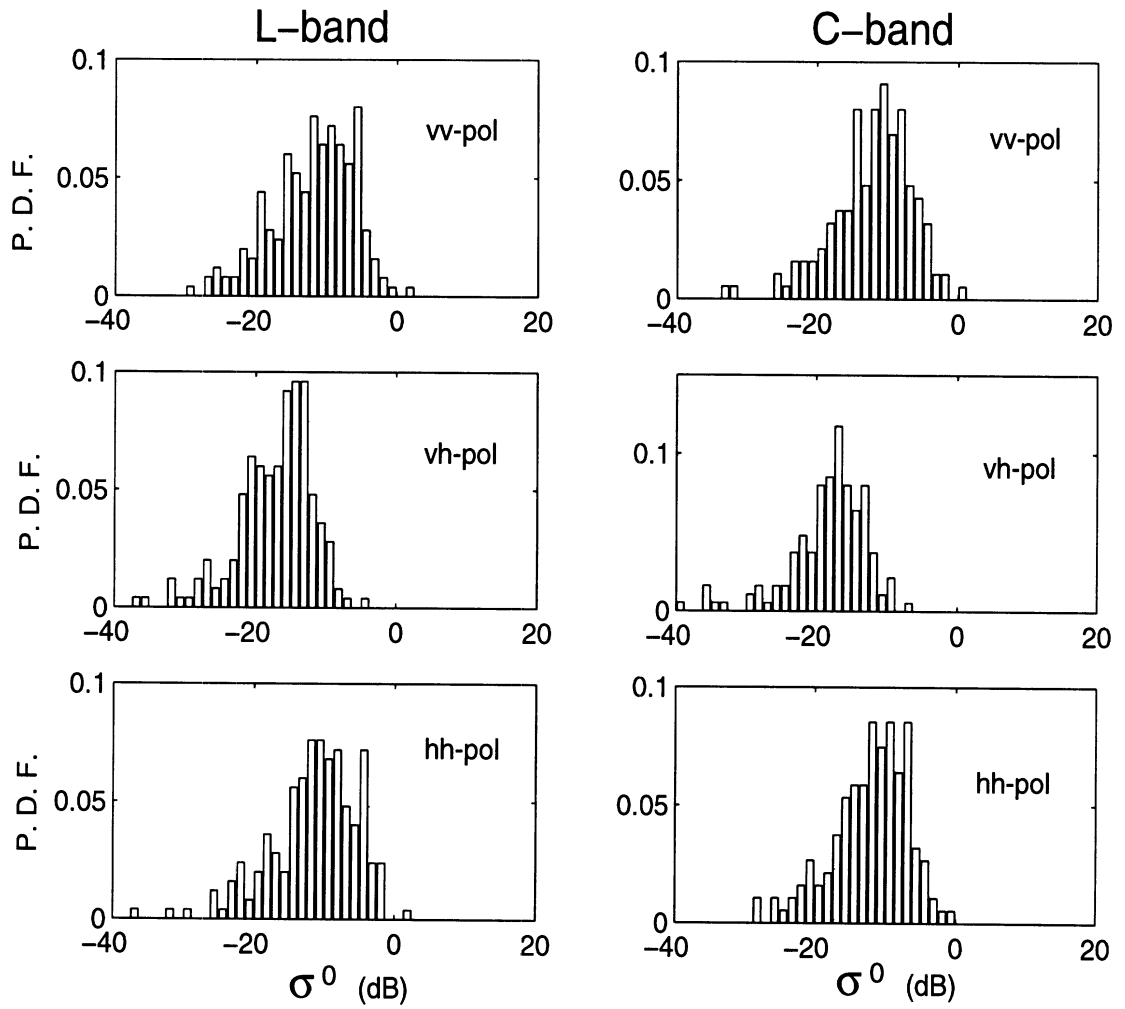 L-band C-band
0.1 0.1
vv-pol vv-pol
P. D. F.
0.05 0.05
0 0
-40 -20 0 20 -40 -20 0 20
0.1
vh-pol vh-pol
P. D. F.
0.05 0.1
0 0
-40 -20 0 20 -40 -20 0 20
0.1 0.1
hh-pol hh-pol
P. D. F.
0.05 0.05
0 0
-40 -20 0 20 -40 -20 0 20
σ⁰ (dB) σ⁰ (dB)